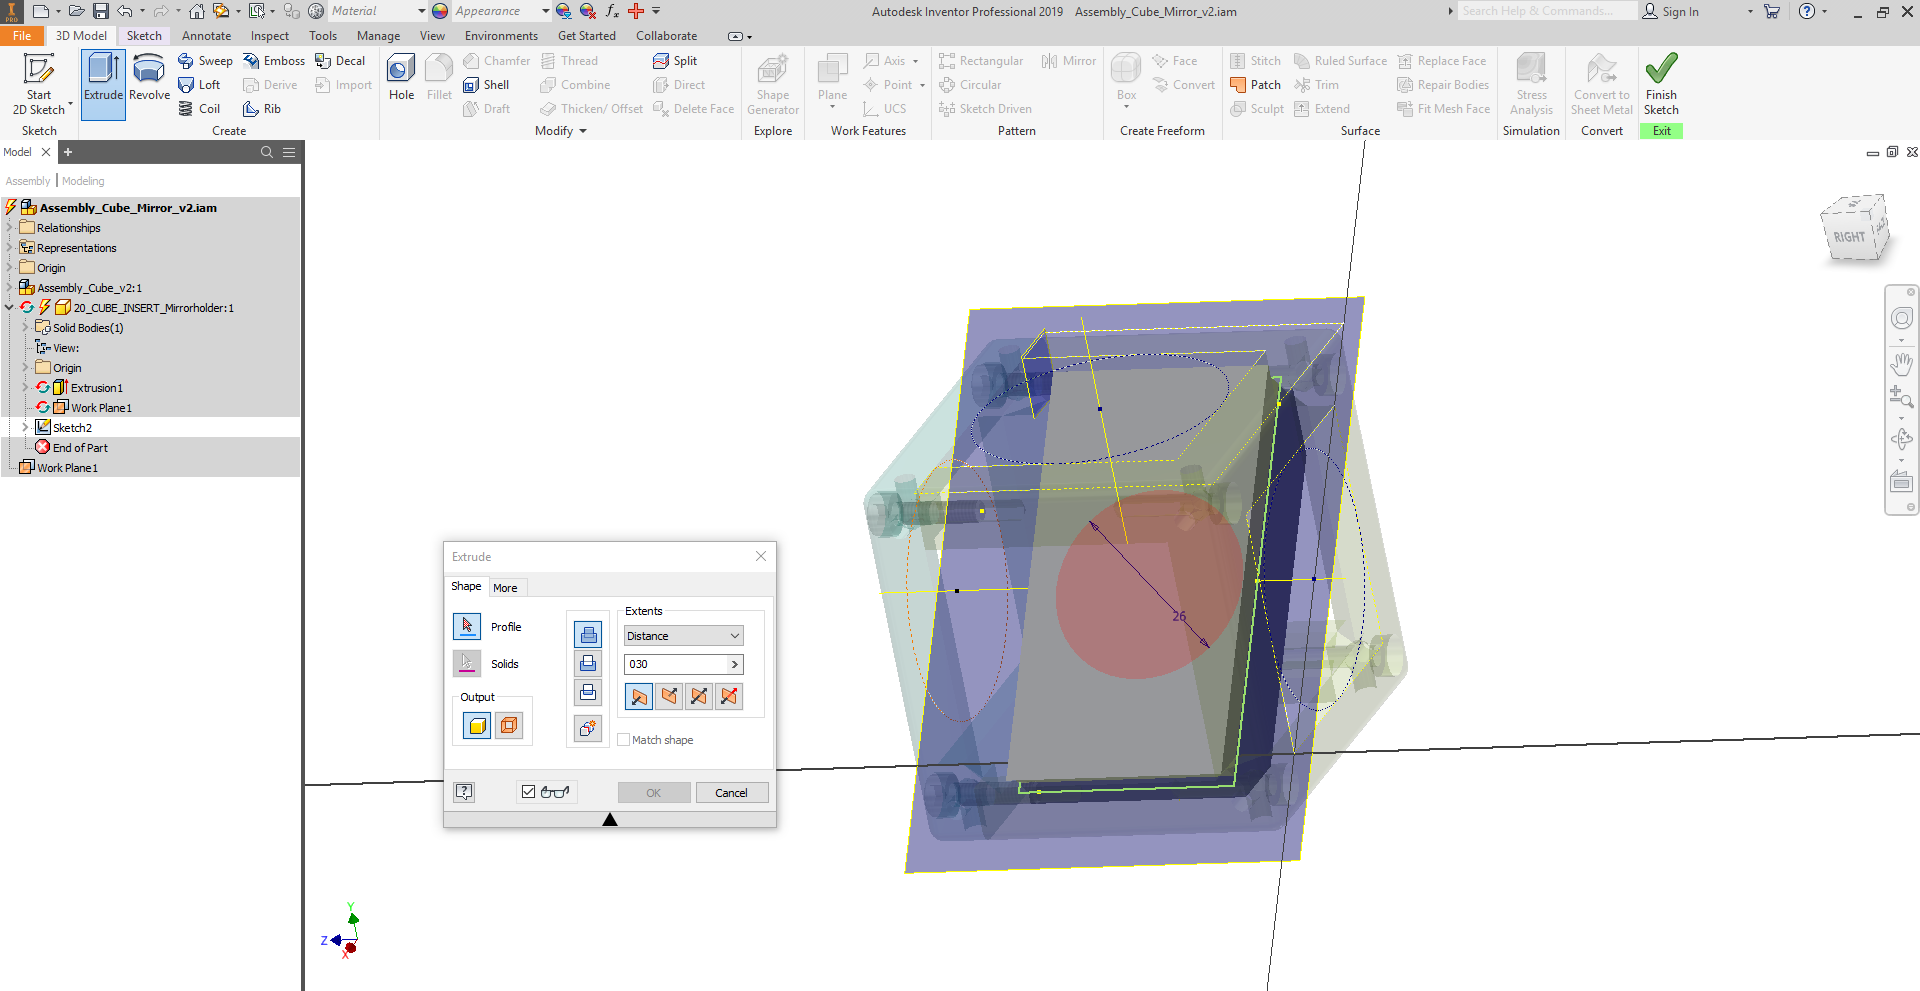 Material
Appearance
Autodesk Inventor Professional 2019 Assembly_Cube_Mirror_v2.iam
Search Help & Commands...
Sign In
PRO
File 3D Model Sketch Annotate Inspect Tools Manage View Environments Get Started Collaborate
Start
2D Sketch
Extrude
Revolve
Sweep
Loft
Coil
Emboss
Derive
Rib
Decal
Import
Hole
Fillet
Chamfer
Shell
Draft
Thread
Combine
Thicken/ Offset
Split
Direct
Delete Face
Shape
Generator
Plane
Axis
Point
UCS
Rectangular
Circular
Sketch Driven
Mirror
Box
Face
Convert
Stitch
Patch
Sculpt
Ruled Surface
Trim
Extend
Replace Face
Repair Bodies
Fit Mesh Face
Stress
Analysis
Convert to
Sheet Metal
Finish
Sketch
Sketch Create Modify Explore Work Features Pattern Create Freeform Surface Simulation Convert Exit
Model
Assembly Modeling
Assembly_Cube_Mirror_v2.iam
Relationships
Representations
Origin
Assembly_Cube_v2:1
20_CUBE_INSERT_Mirrorholder:1
Solid Bodies(1)
View:
Origin
Extrusion1
Work Plane1
Sketch2
End of Part
Work Plane1
RIGHT
26
Extrude
Shape More
Profile
Solids
Output
Extents
Distance
030
Match shape
OK Cancel
Y
Z
X